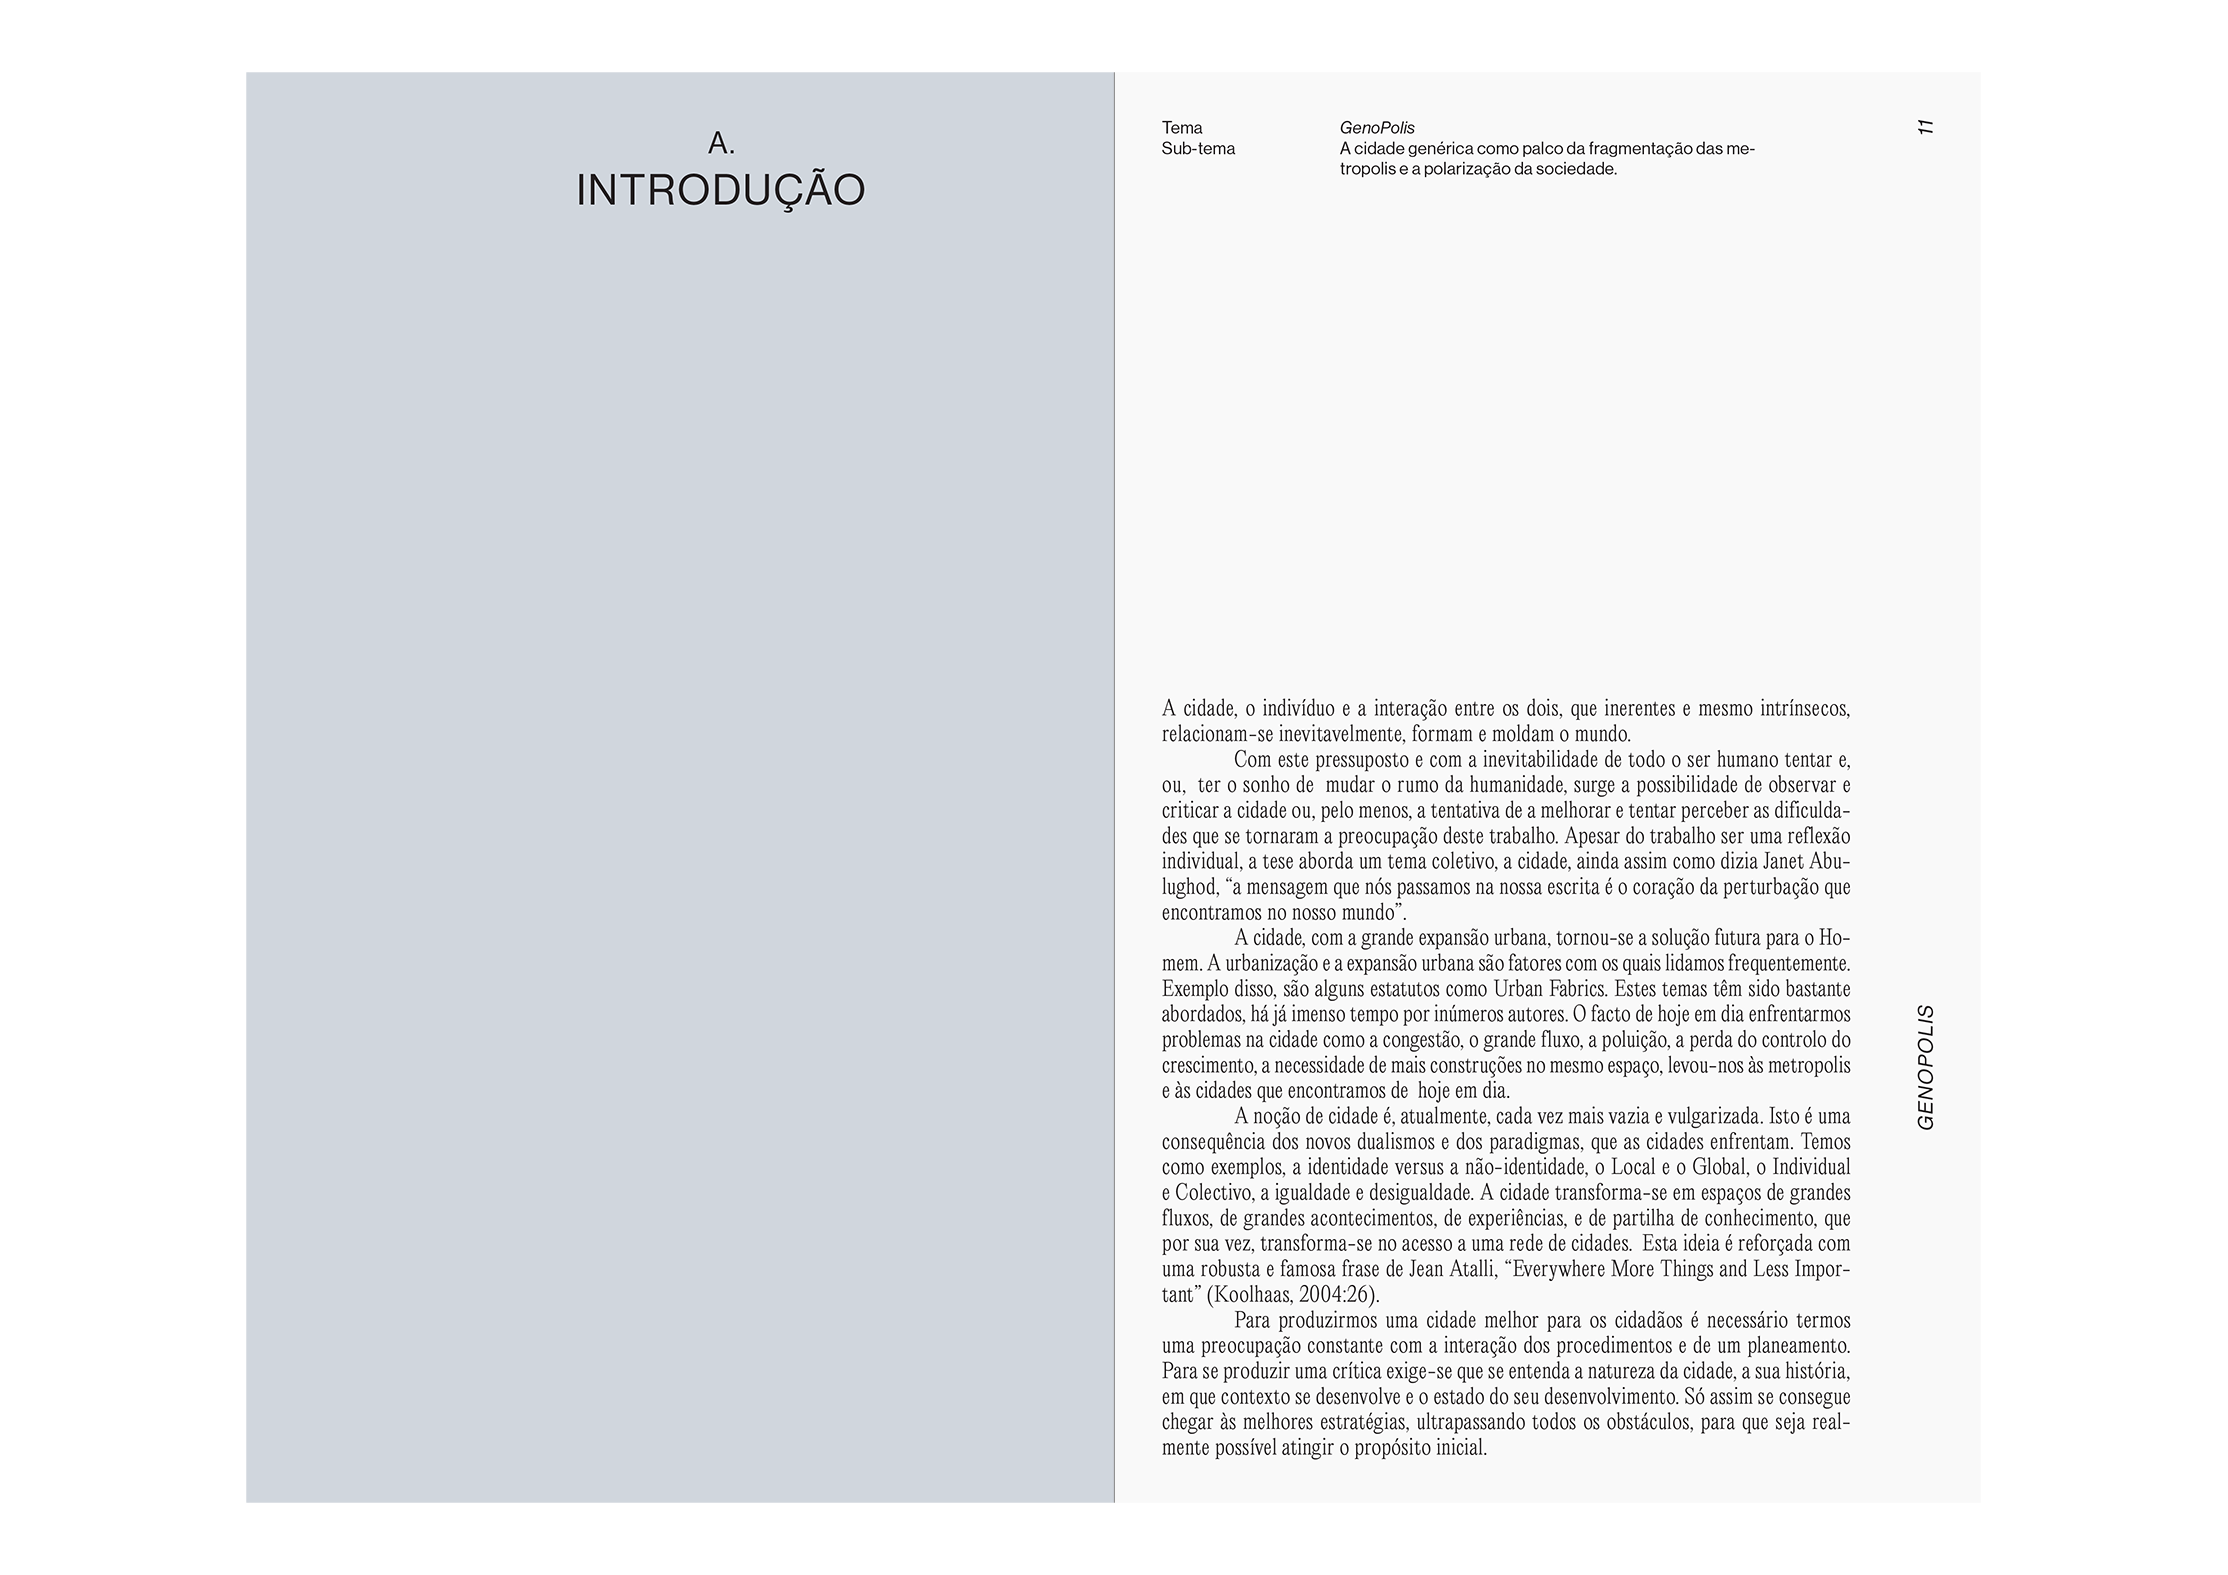 A.
INTRODUÇÃO
Tema
GenoPolis
Sub-tema
A cidade genérica como palco da fragmentação das me-
tropolis e a polarização da sociedade.
11
A cidade, o indivíduo e a interação entre os dois, que inerentes e mesmo intrínsecos,
relacionam-se inevitavelmente, formam e moldam o mundo.
Com este pressuposto e com a inevitabilidade de todo o ser humano tentar e,
ou, ter o sonho de mudar o rumo da humanidade, surge a possibilidade de observar e
criticar a cidade ou, pelo menos, a tentativa de a melhorar e tentar perceber as dificulda-
des que se tornaram a preocupação deste trabalho. Apesar do trabalho ser uma reflexão
individual, a tese aborda um tema coletivo, a cidade, ainda assim como dizia Janet Abu-
lughod, “a mensagem que nós passamos na nossa escrita é o coração da perturbação que
encontramos no nosso mundo”.
A cidade, com a grande expansão urbana, tornou-se a solução futura para o Ho-
mem. A urbanização e a expansão urbana são fatores com os quais lidamos frequentemente.
Exemplo disso, são alguns estatutos como Urban Fabrics. Estes temas têm sido bastante
abordados, há já imenso tempo por inúmeros autores. O facto de hoje em dia enfrentarmos
problemas na cidade como a congestão, o grande fluxo, a poluição, a perda do controlo do
crescimento, a necessidade de mais construções no mesmo espaço, levou-nos às metropolis
e às cidades que encontramos de hoje em dia.
A noção de cidade é, atualmente, cada vez mais vazia e vulgarizada. Isto é uma
consequência dos novos dualismos e dos paradigmas, que as cidades enfrentam. Temos
como exemplos, a identidade versus a não-identidade, o Local e o Global, o Individual
e Colectivo, a igualdade e desigualdade. A cidade transforma-se em espaços de grandes
fluxos, de grandes acontecimentos, de experiências, e de partilha de conhecimento, que
por sua vez, transforma-se no acesso a uma rede de cidades. Esta ideia é reforçada com
uma robusta e famosa frase de Jean Atalli, “Everywhere More Things and Less Impor-
tant” (Koolhaas, 2004:26).
Para produzirmos uma cidade melhor para os cidadãos é necessário termos
uma preocupação constante com a interação dos procedimentos e de um planeamento.
Para se produzir uma crítica exige-se que se entenda a natureza da cidade, a sua história,
em que contexto se desenvolve e o estado do seu desenvolvimento. Só assim se consegue
chegar às melhores estratégias, ultrapassando todos os obstáculos, para que seja real-
mente possível atingir o propósito inicial.
GENOPOLIS